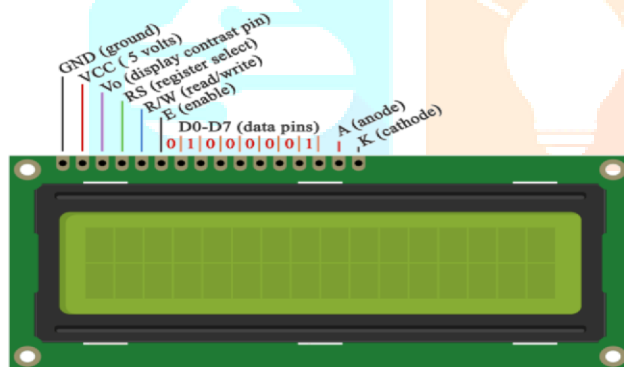 GND (ground)
VCC ( 5 volts)
Vo (display contrast pin)
RS (register select)
R/W (read/write)
E (enable)
D0-D7 (data pins)
0 1 0 0 0 0 0 1
A (anode)
K (cathode)